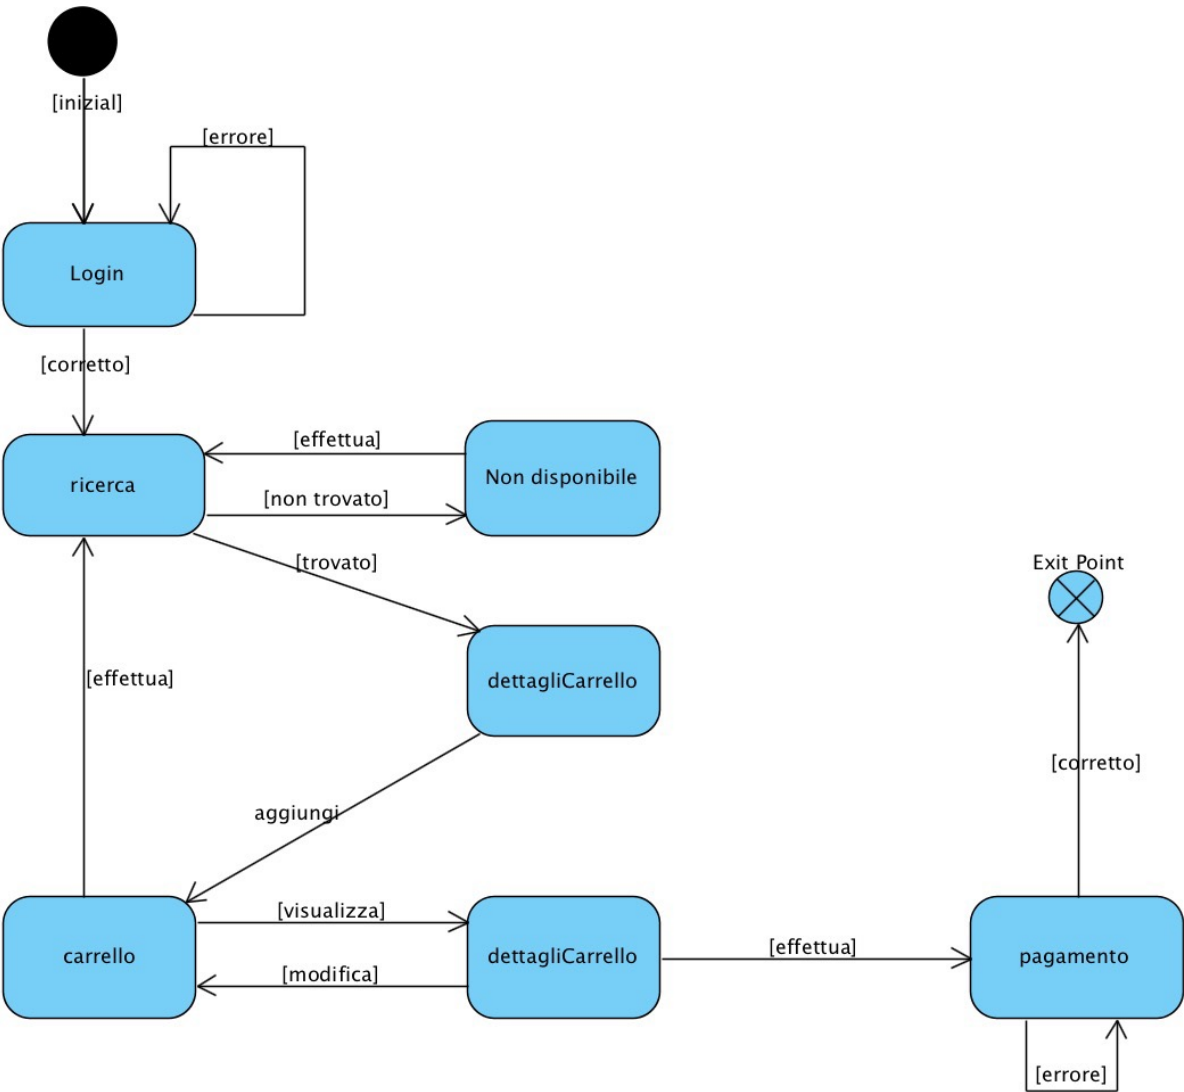 [inizial]
[errore]
Login
[corretto]
[effettua]
Non disponibile
ricerca
[non trovato]
[trovato]
Exit Point
[effettua]
dettagliCarrello
[corretto]
aggiungi
[visualizza]
carrello
dettagliCarrello
[effettua]
pagamento
[modifica]
[errore]